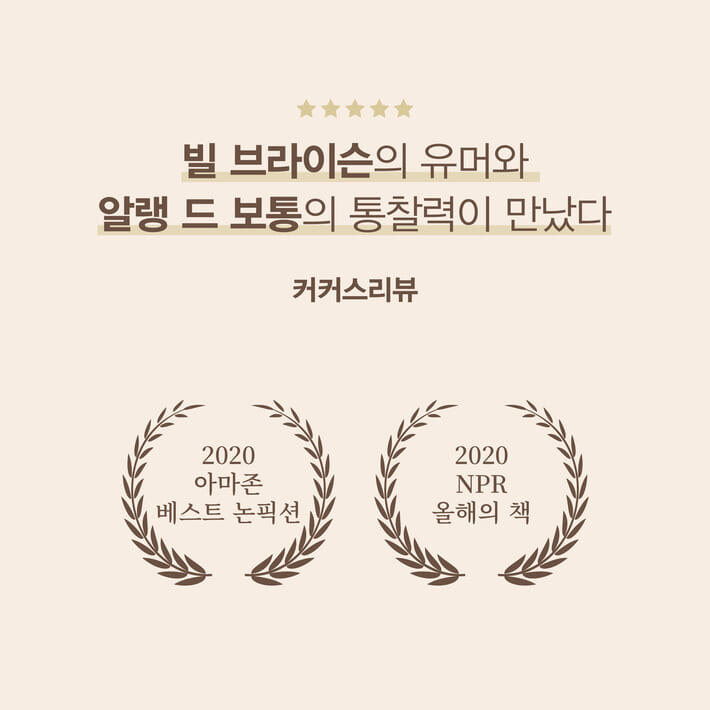 빌 브라이슨의 유머와
알랭 드 보통의 통찰력이 만났다
커커스리뷰
2020
아마존
베스트 논픽션
2020
NPR
올해의 책